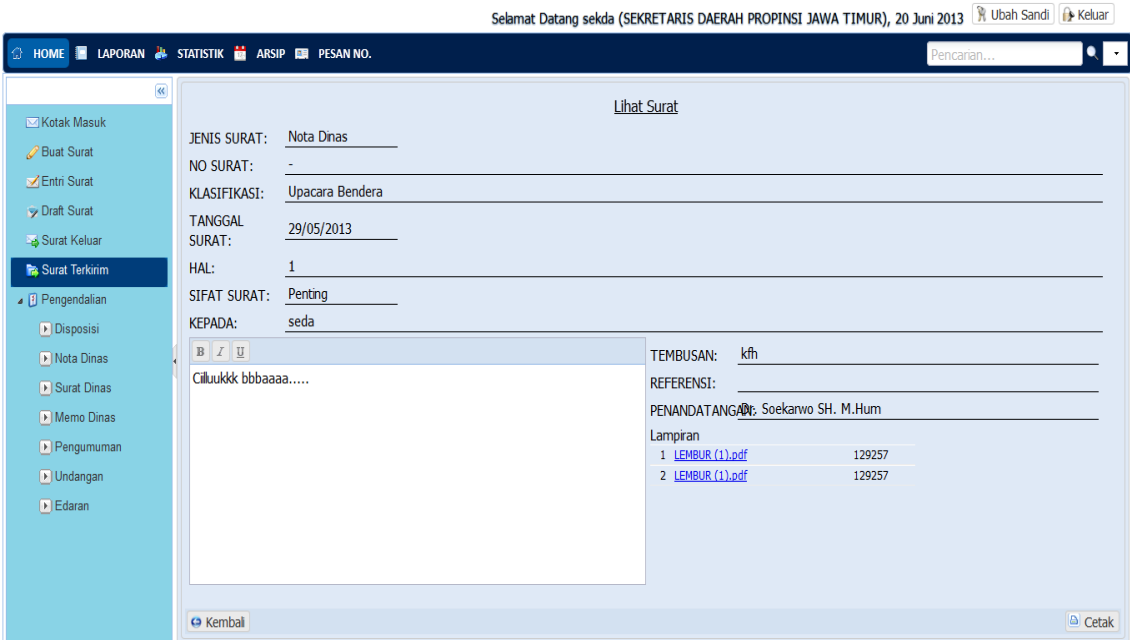 Selamat Datang sekda (SEKRETARIS DAERAH PROPINSI JAWA TIMUR), 20 Juni 2013 Ubah Sandi Keluar
HOME LAPORAN STATISTIK ARSIP PESAN NO. Pencarian...
Kotak Masuk
Buat Surat
Entri Surat
Draft Surat
Surat Keluar
Surat Terkirim
Pengendalian
Disposisi
Nota Dinas
Surat Dinas
Memo Dinas
Pengumuman
Undangan
Edaran
Lihat Surat
JENIS SURAT: Nota Dinas
NO SURAT: -
KLASIFIKASI: Upacara Bendera
TANGGAL
SURAT: 29/05/2013
HAL: 1
SIFAT SURAT: Penting
KEPADA: seda
B I U
Cilluukkk bbbaaaa.....
TEMBUSAN: kfh
REFERENSI:
PENANDATANGAN: Dr. Soekarwo SH. M.Hum
Lampiran
1 LEMBUR (1).pdf 129257
2 LEMBUR (1).pdf 129257
Kembali Cetak